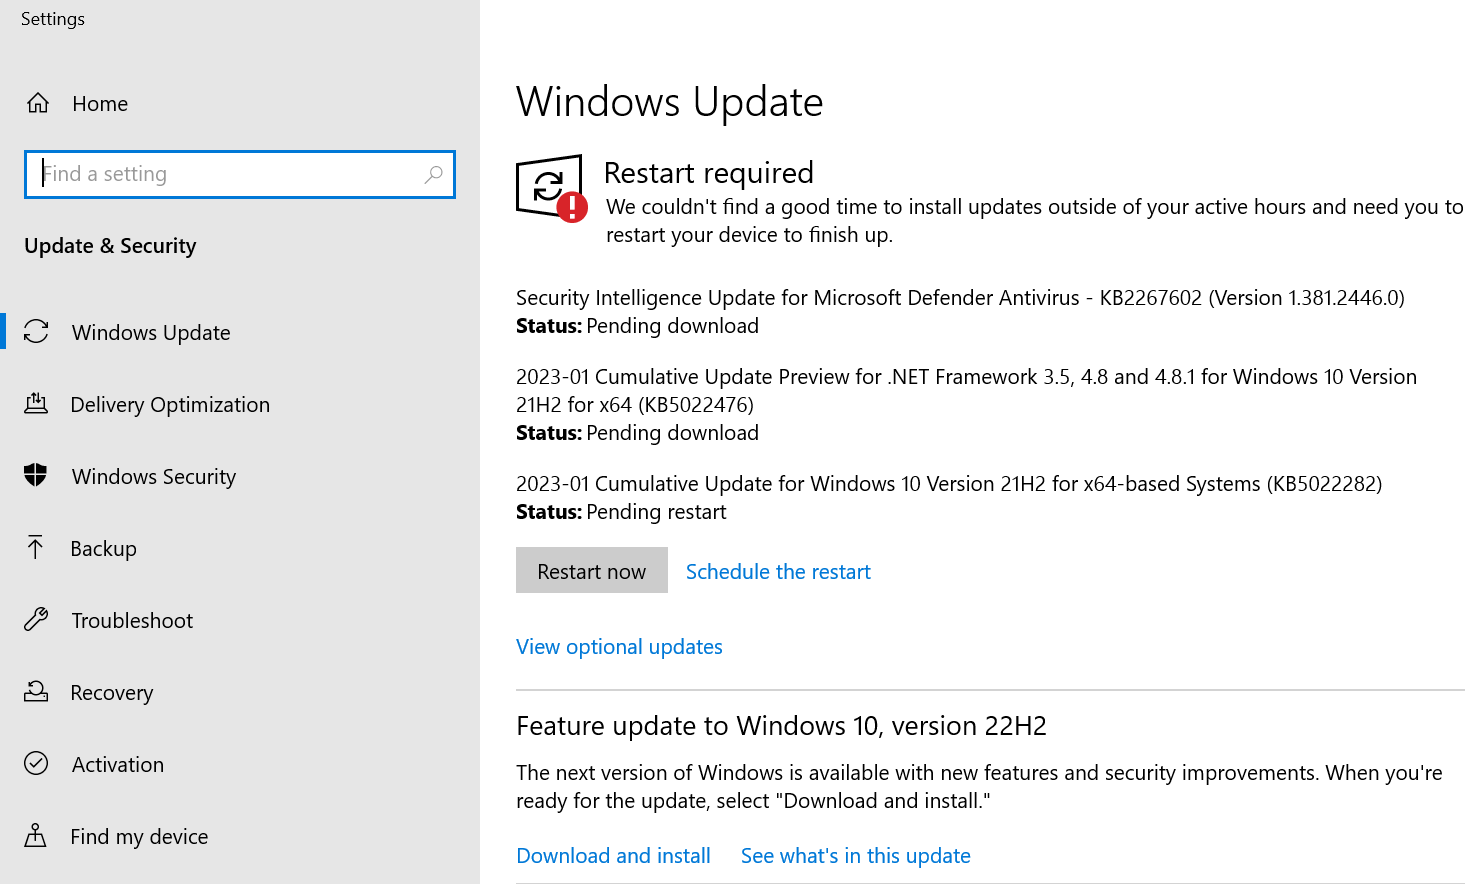 Settings
Home
Find a setting
Update & Security
Windows Update
Delivery Optimization
Windows Security
Backup
Troubleshoot
Recovery
Activation
Find my device
Windows Update
Restart required
We couldn't find a good time to install updates outside of your active hours and need you to
restart your device to finish up.
Security Intelligence Update for Microsoft Defender Antivirus - KB2267602 (Version 1.381.2446.0)
Status: Pending download
2023-01 Cumulative Update Preview for .NET Framework 3.5, 4.8 and 4.8.1 for Windows 10 Version
21H2 for x64 (KB5022476)
Status: Pending download
2023-01 Cumulative Update for Windows 10 Version 21H2 for x64-based Systems (KB5022282)
Status: Pending restart
Restart now Schedule the restart
View optional updates
Feature update to Windows 10, version 22H2
The next version of Windows is available with new features and security improvements. When you're
ready for the update, select "Download and install."
Download and install See what's in this update